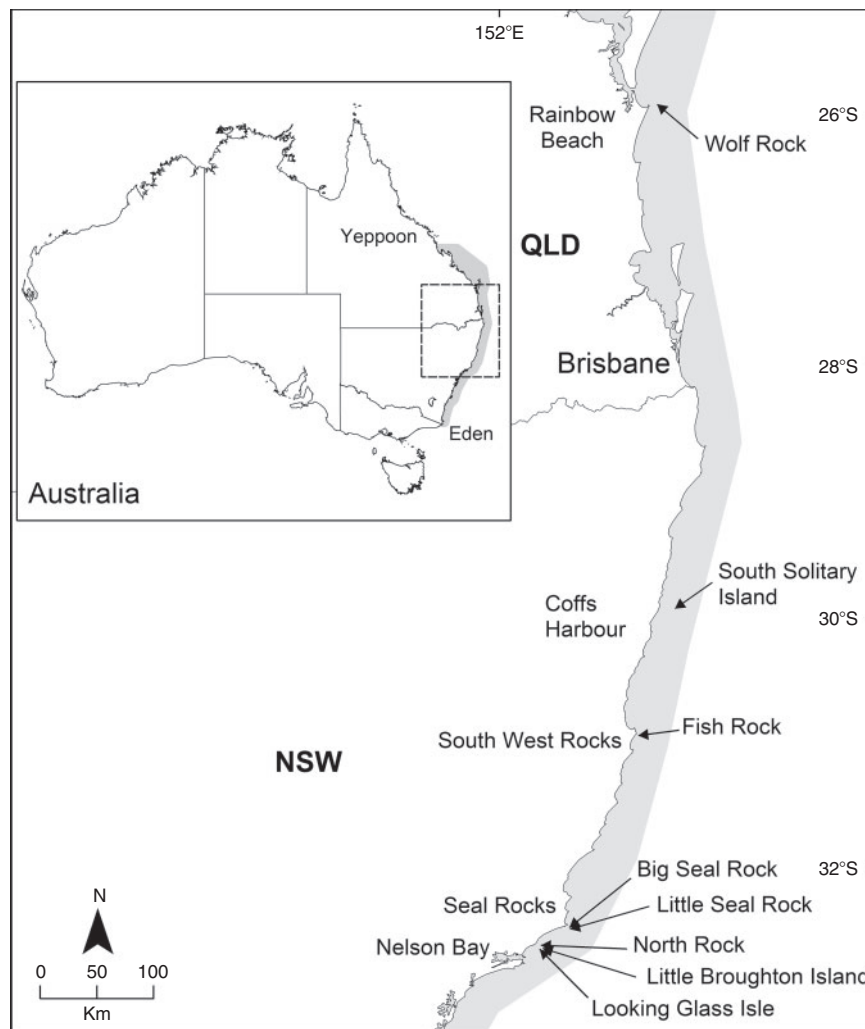 152°E
Rainbow
Beach
26°S
Wolf Rock
Yeppoon
QLD
Brisbane
28°S
Eden
Australia
South Solitary
Island
Coffs
Harbour
30°S
Fish Rock
South West Rocks
NSW
32°S
Big Seal Rock
Seal Rocks
Little Seal Rock
N
Nelson Bay
North Rock
0 50 100
Little Broughton Island
Looking Glass Isle
Km